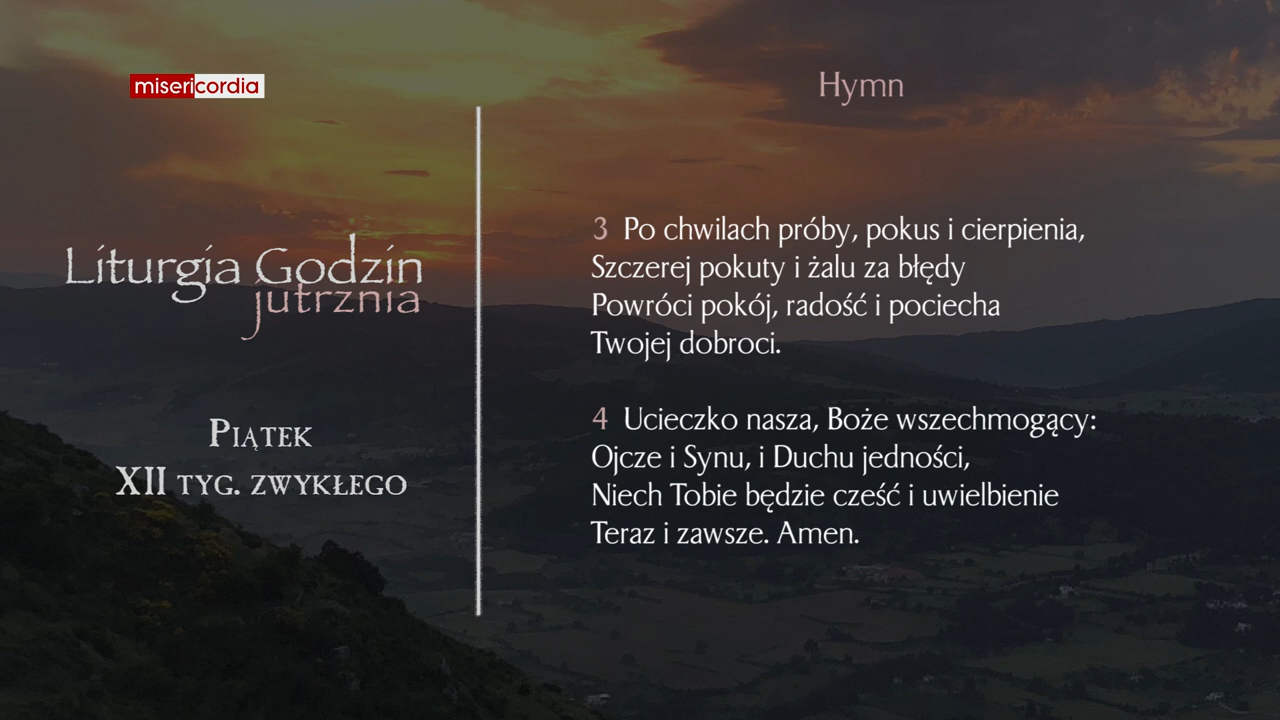 misericordia
Liturgia Godzin
jutrznia
Piątek
XII tyg. zwykłego
Hymn
3 Po chwilach próby, pokus i cierpienia,
Szczerej pokuty i żalu za błędy
Powróci pokój, radość i pociecha
Twojej dobroci.
4 Ucieczko nasza, Boże wszechmogący:
Ojcze i Synu, i Duchu jedności,
Niech Tobie będzie cześć i uwielbienie
Teraz i zawsze. Amen.